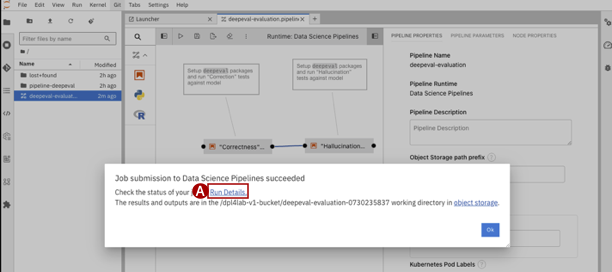 File Edit View Run Kernel Git Tabs Settings Help
Launcher
deepeval-evaluation.pipeline
Filter files by name
/
Name Modified
lost+found 2h ago
pipeline-deepeval 2h ago
deepeval-evaluat... 2m ago
Runtime: Data Science Pipelines
Setup deepeval packages
and run "Correction" tests
against model
Setup deepeval packages
and run "Hallucination"
tests against model
"Correctness"...
"Hallucination...
PIPELINE PROPERTIES PIPELINE PARAMETERS NODE PROPERTIES
Pipeline Name
deepeval-evaluation
Pipeline Runtime
Data Science Pipelines
Pipeline Description
Pipeline Description
Object Storage path prefix
Kubernetes Pod Labels
Job submission to Data Science Pipelines succeeded
Check the status of your
A
Run Details.
The results and outputs are in the /dpl4lab-v1-bucket/deepeval-evaluation-0730235837 working directory in object storage.
Ok